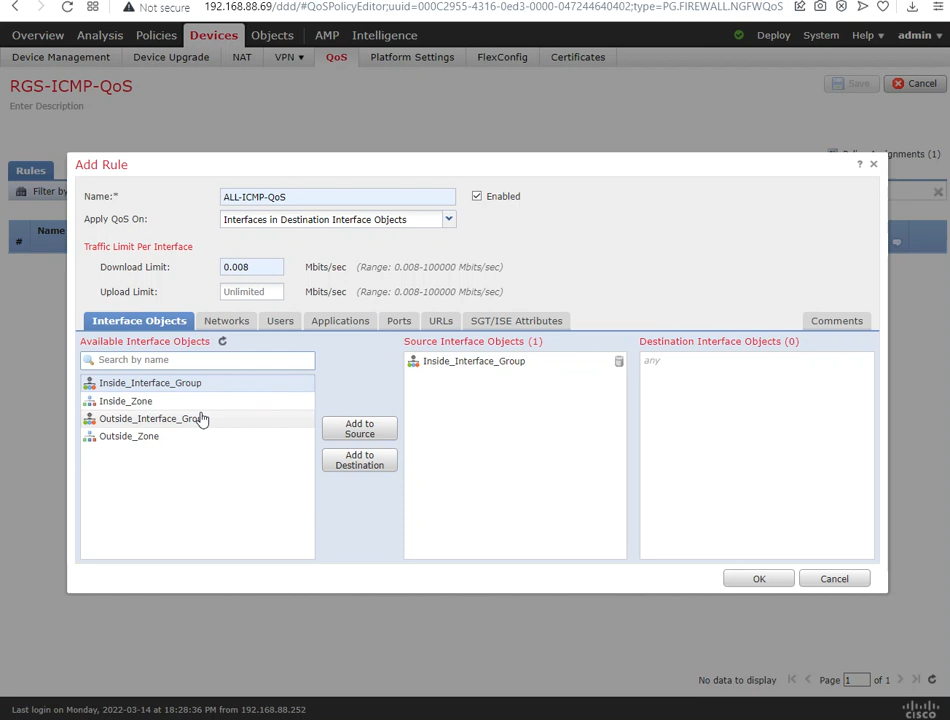 Not secure 192.168.88.69/ddd/#QoSPolicyEditor;uuid=000C2955-4316-0ed3-0000-047244640402;type=PG.FIREWALL.NGFWQoS
Overview Analysis Policies Devices Objects AMP Intelligence Deploy System Help admin
Device Management Device Upgrade NAT VPN QoS Platform Settings FlexConfig Certificates
RGS-ICMP-QoS Save Cancel
Enter Description
Assignments (1)
Rules
Filter by
# Name
Add Rule ?
Name:* ALL-ICMP-QoS Enabled
Apply QoS On: Interfaces in Destination Interface Objects
Traffic Limit Per Interface
Download Limit: 0.008 Mbits/sec (Range: 0.008-100000 Mbits/sec)
Upload Limit: Unlimited Mbits/sec (Range: 0.008-100000 Mbits/sec)
Interface Objects Networks Users Applications Ports URLs SGT/ISE Attributes Comments
Available Interface Objects Source Interface Objects (1) Destination Interface Objects (0)
Search by name Inside_Interface_Group any
Inside_Interface_Group
Inside_Zone
Outside_Interface_Group
Outside_Zone
Add to
Source
Add to
Destination
OK Cancel
No data to display Page 1 of 1
Last login on Monday, 2022-03-14 at 18:28:36 PM from 192.168.88.252
CISCO